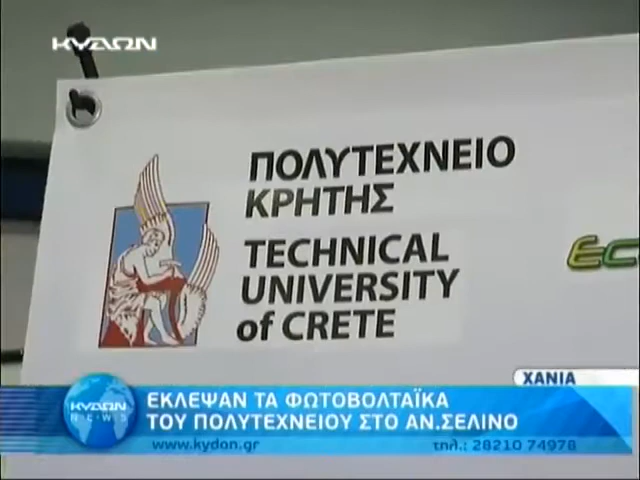 ΚΥΔΩΝ
ΠΟΛΥΤΕΧΝΕΙΟ
ΚΡΗΤΗΣ
TECHNICAL
UNIVERSITY
of CRETE
EC
ΧΑΝΙΑ
ΚΥΔΩΝ
NEWS
ΕΚΛΕΨΑΝ ΤΑ ΦΩΤΟΒΟΛΤΑΪΚΑ
ΤΟΥ ΠΟΛΥΤΕΧΝΕΙΟΥ ΣΤΟ ΑΝ.ΣΕΛΙΝΟ
www.kydon.gr τηλ.: 28210 74978